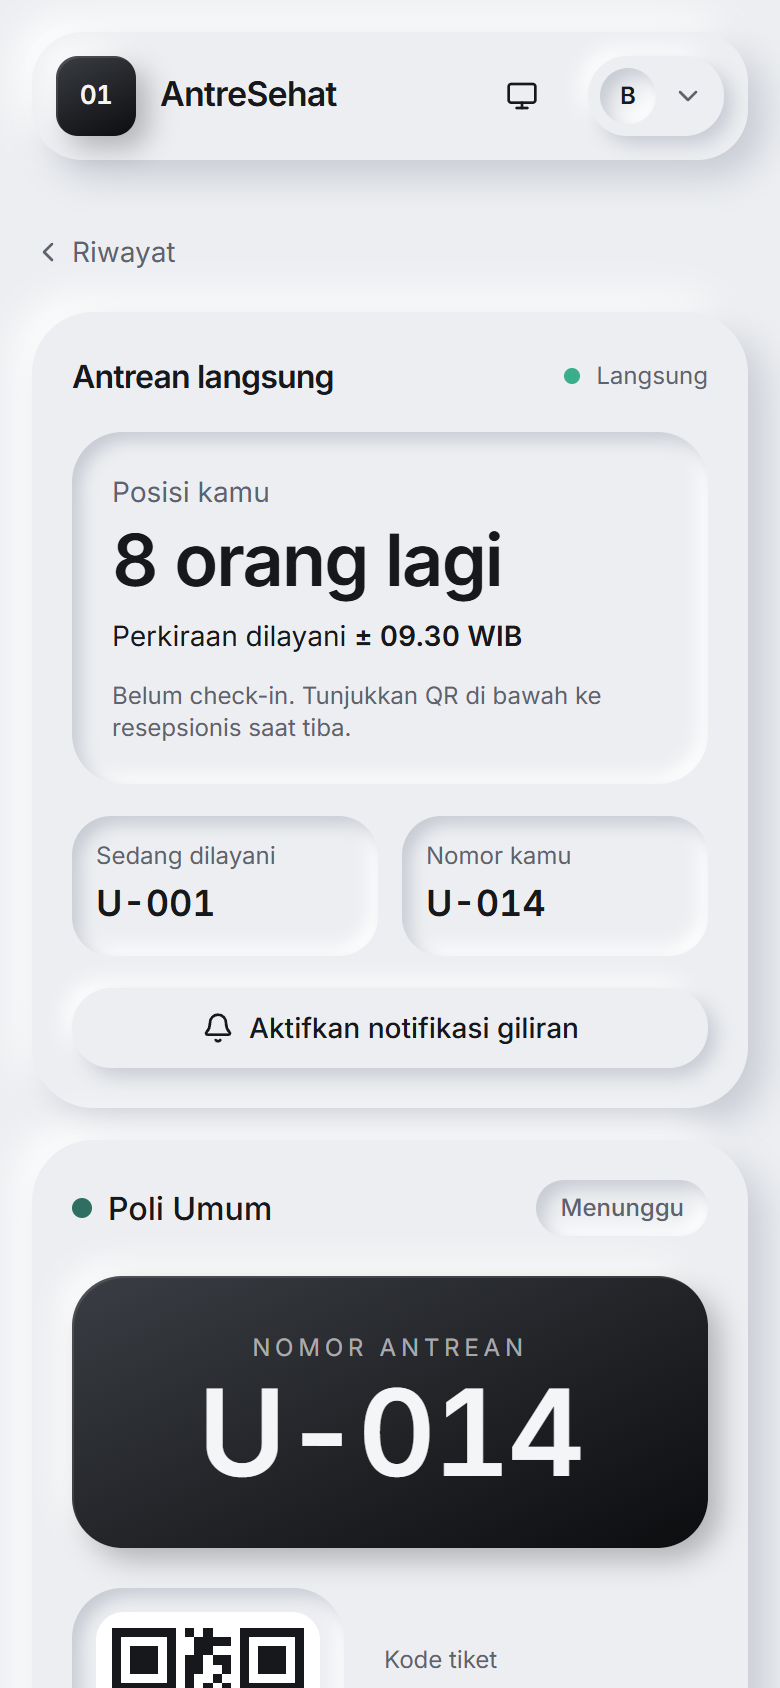 01
AntreSehat
B
Riwayat
Antrean langsung
Langsung
Posisi kamu
8 orang lagi
Perkiraan dilayani ± 09.30 WIB
Belum check-in. Tunjukkan QR di bawah ke
resepsionis saat tiba.
Sedang dilayani
U-001
Nomor kamu
U-014
Aktifkan notifikasi giliran
Poli Umum
Menunggu
NOMOR ANTREAN
U-014
Kode tiket